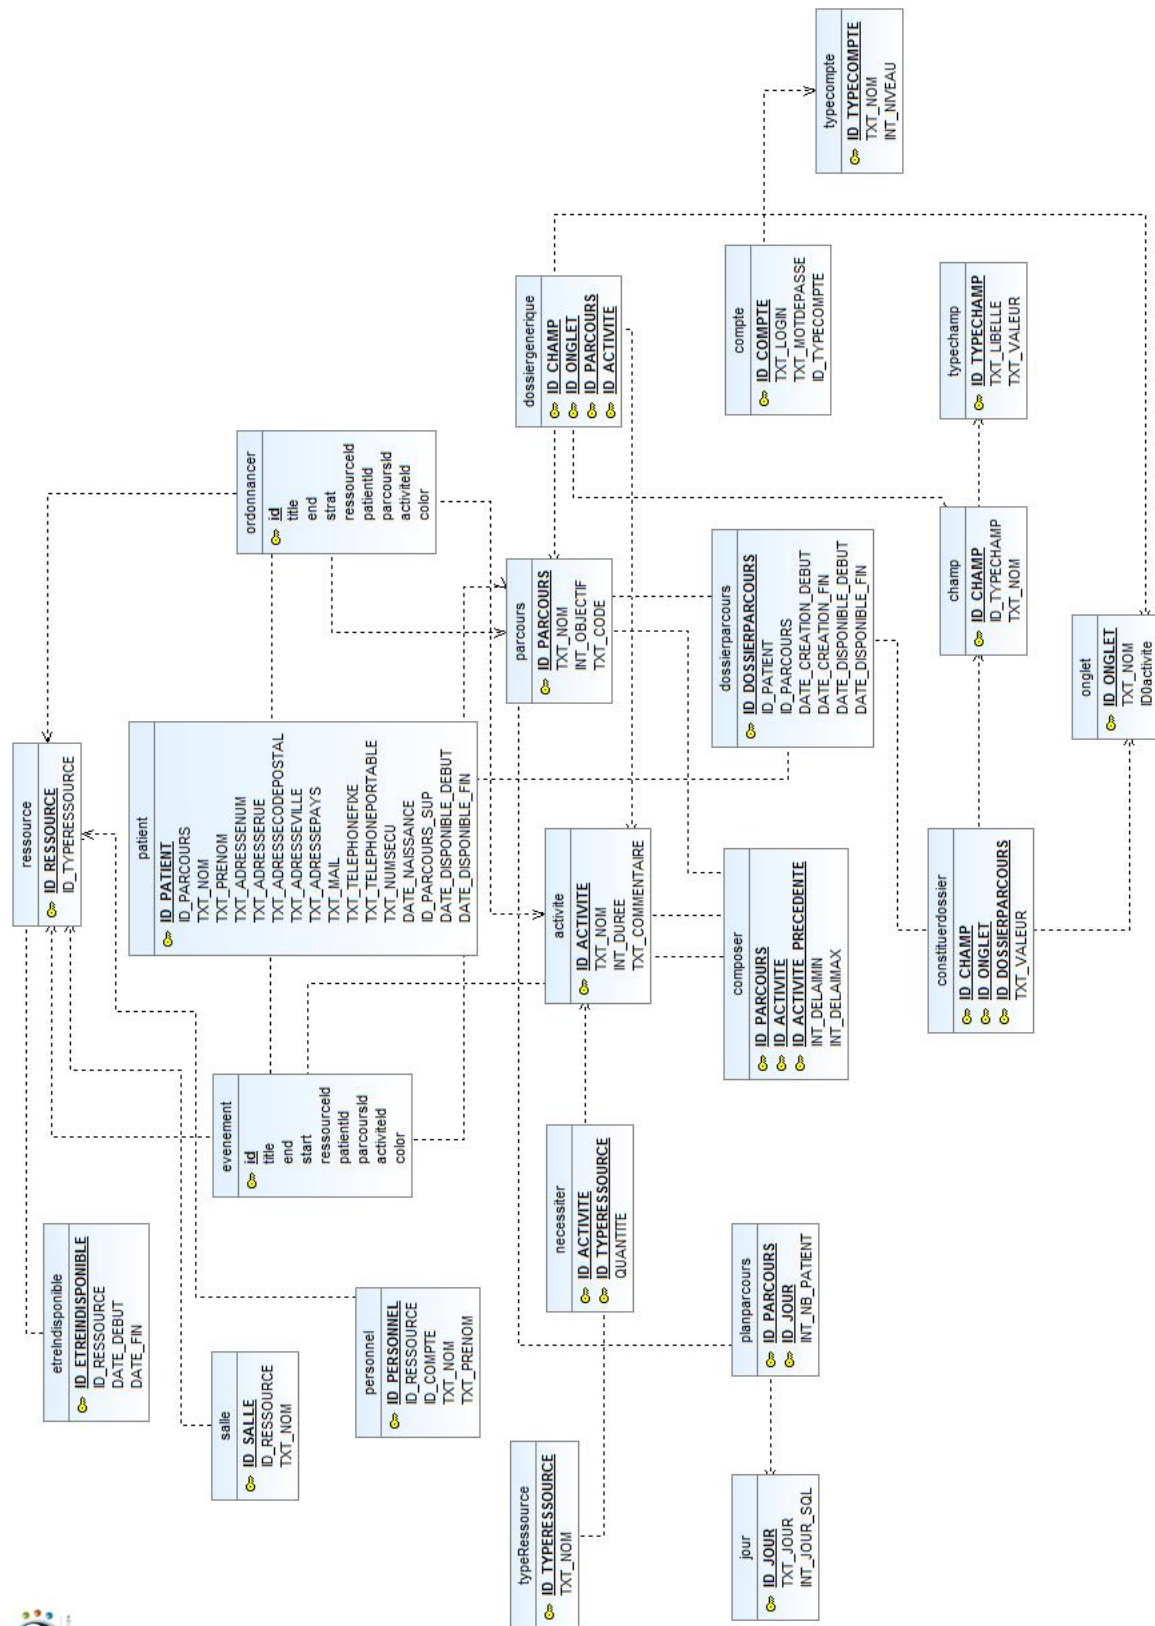 ressource
ID_RESSOURCE
ID_TYPERESSOURCE
etreIndisponible
ID_ETREINDISPONIBLE
ID_RESSOURCE
DATE_DEBUT
DATE_FIN
salle
ID_SALLE
ID_RESSOURCE
TXT_NOM
evenement
id
title
end
start
ressourceId
patientId
parcoursId
activiteId
color
patient
ID_PATIENT
ID_PARCOURS
TXT_NOM
TXT_PRENOM
TXT_ADRESSENUM
TXT_ADRESSERUE
TXT_ADRESSECODEPOSTAL
TXT_ADRESSEVILLE
TXT_ADRESSEPAYS
TXT_MAIL
TXT_TELEPHONEFIXE
TXT_TELEPHONEPORTABLE
TXT_NUMSECU
DATE_NAISSANCE
ID_PARCOURS_SUP
DATE_DISPONIBLE_DEBUT
DATE_DISPONIBLE_FIN
ordonnancer
id
title
end
strat
ressourceId
patientId
parcoursId
activiteId
color
personnel
ID_PERSONNEL
ID_RESSOURCE
ID_COMPTE
TXT_NOM
TXT_PRENOM
typeRessource
ID_TYPERESSOURCE
TXT_NOM
necessiter
ID_ACTIVITE
ID_TYPERESSOURCE
QUANTITE
activite
ID_ACTIVITE
TXT_NOM
INT_DUREE
TXT_COMMENTAIRE
parcours
ID_PARCOURS
TXT_NOM
INT_OBJECTIF
TXT_CODE
dossiergenerique
ID_CHAMP
ID_ONGLET
ID_PARCOURS
ID_ACTIVITE
jour
ID_JOUR
TXT_JOUR
INT_JOUR_SQL
planparcours
ID_PARCOURS
ID_JOUR
INT_NB_PATIENT
composer
ID_PARCOURS
ID_ACTIVITE
ID_ACTIVITE_PRECEDENTE
INT_DELAIMIN
INT_DELAIMAX
dossierparcours
ID_DOSSIERPARCOURS
ID_PATIENT
ID_PARCOURS
DATE_CREATION_DEBUT
DATE_CREATION_FIN
DATE_DISPONIBLE_DEBUT
DATE_DISPONIBLE_FIN
compte
ID_COMPTE
TXT_LOGIN
TXT_MOTDEPASSE
ID_TYPECOMPTE
typecompte
ID_TYPECOMPTE
TXT_NOM
INT_NIVEAU
constituerdossier
ID_CHAMP
ID_ONGLET
ID_DOSSIERPARCOURS
TXT_VALEUR
champ
ID_CHAMP
ID_TYPECHAMP
TXT_NOM
typechamp
ID_TYPECHAMP
TXT_LIBELLE
TXT_VALEUR
onglet
ID_ONGLET
TXT_NOM
ID0activite